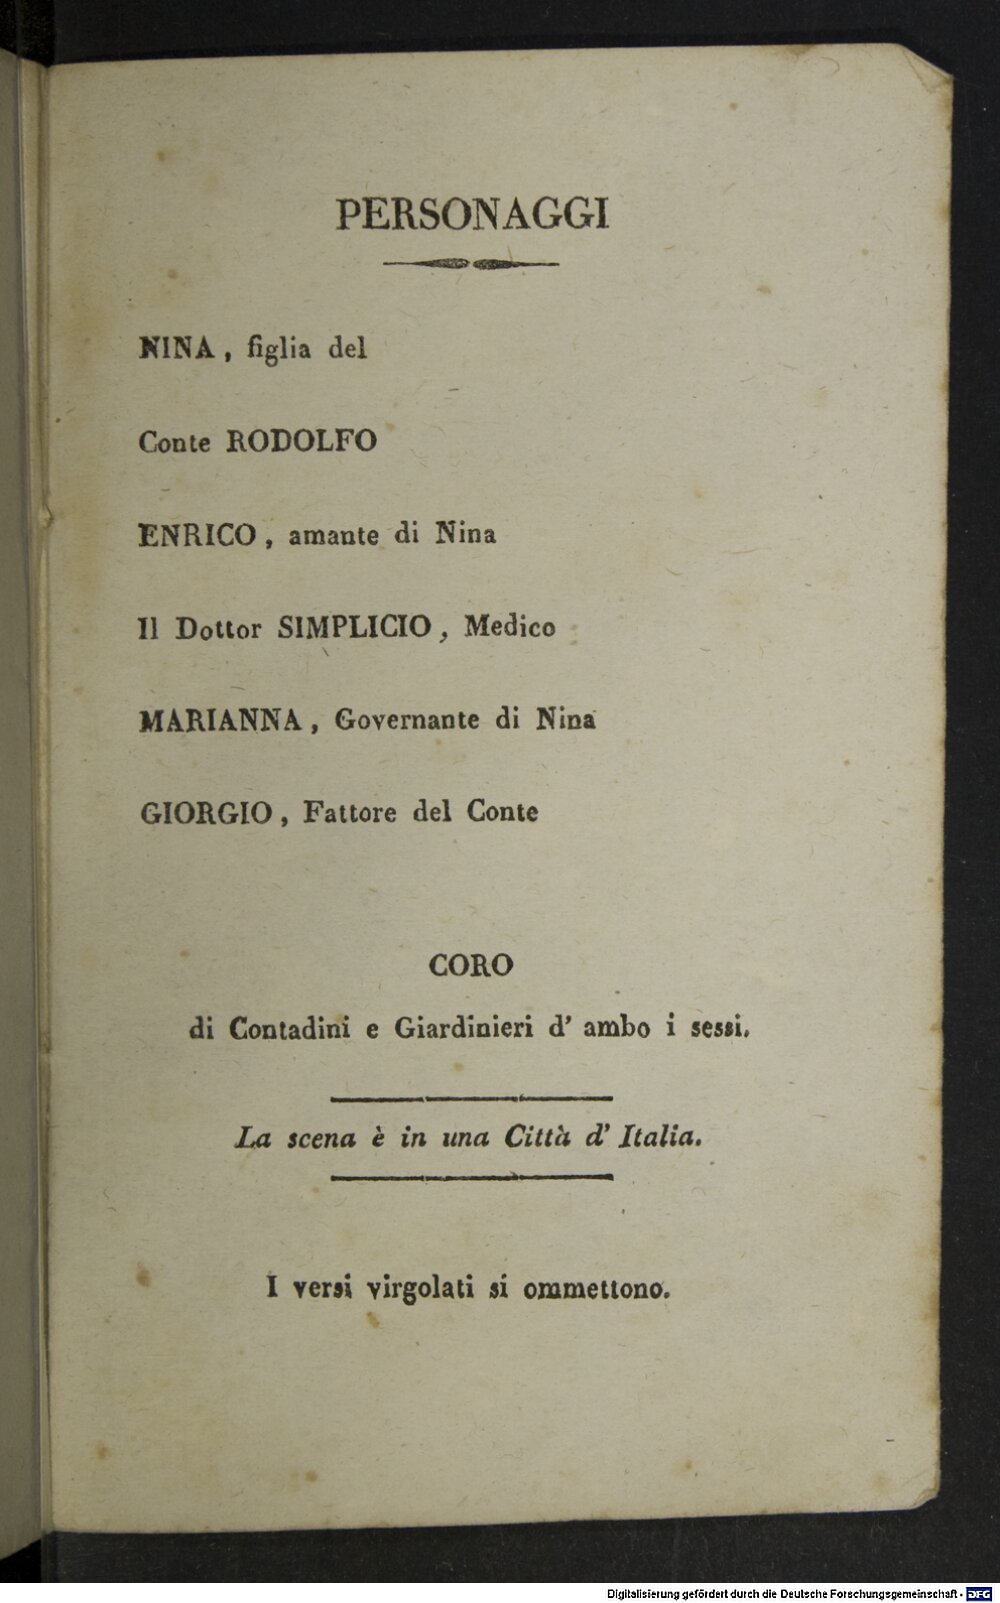 PERSONAGGI
NINA, figlia del
Conte RODOLFO
ENRICO, amante di Nina
Il Dottor SIMPLICIO, Medico
MARIANNA, Governante di Nina
GIORGIO, Fattore del Conte
CORO
di Contadini e Giardinieri d' ambo i sessi.
La scena è in una Città d' Italia.
I versi virgolati si ommettono.
Digitalisierung gefördert durch die Deutsche Forschungsgemeinschaft - DFG